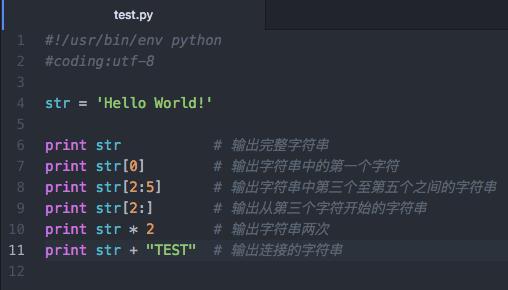 test.py
1 #!/usr/bin/env python
2 #coding:utf-8
3
4 str = 'Hello World!'
5
6 print str # 输出完整字符串
7 print str[0] # 输出字符串中的第一个字符
8 print str[2:5] # 输出字符串中第三个至第五个之间的字符串
9 print str[2:] # 输出从第三个字符开始的字符串
10 print str * 2 # 输出字符串两次
11 print str + "TEST" # 输出连接的字符串
12